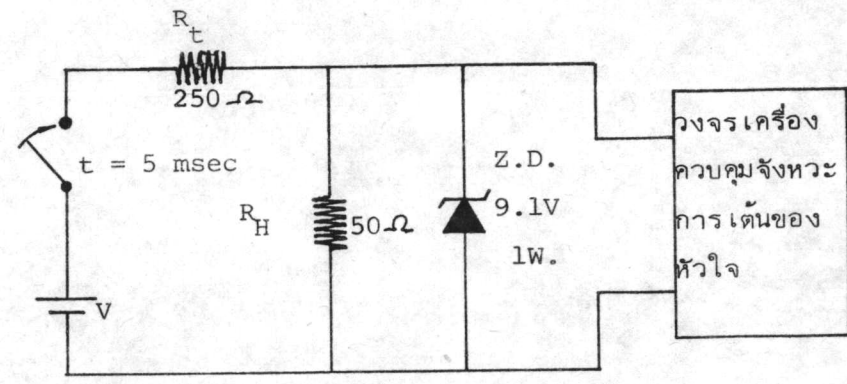 R_t
250 Ω
t = 5 msec
V
R_H
50 Ω
Z.D.
9.1V
1W.
วงจรเครื่อง
ควบคุมจังหวะ
การเต้นของ
หัวใจ